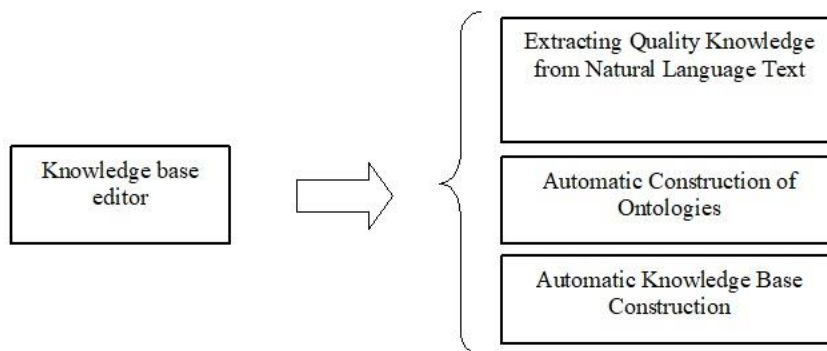 Knowledge base
editor
Extracting Quality Knowledge
from Natural Language Text
Automatic Construction of
Ontologies
Automatic Knowledge Base
Construction